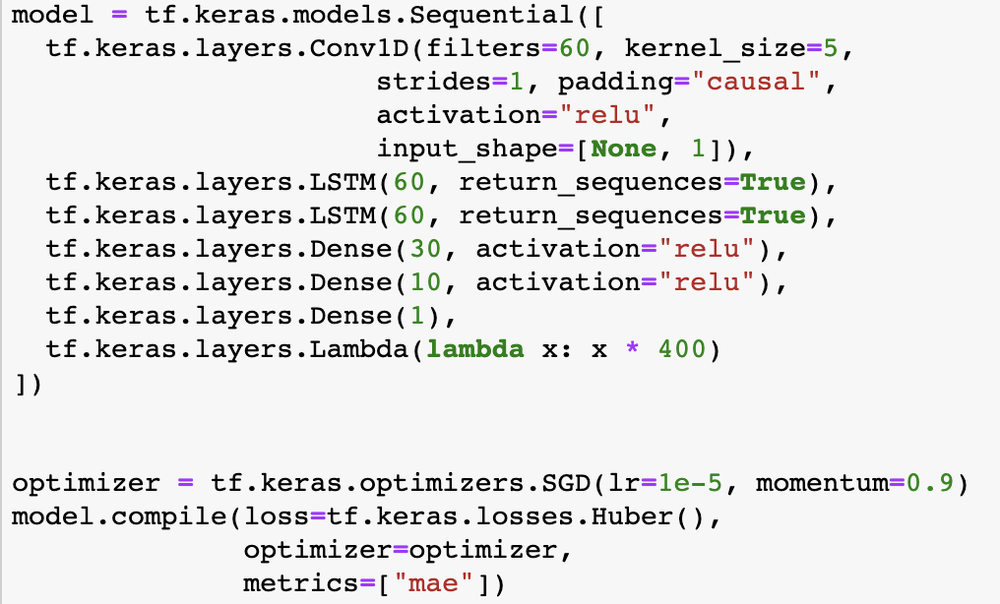 model = tf.keras.models.Sequential([
  tf.keras.layers.Conv1D(filters=60, kernel_size=5,
                      strides=1, padding="causal",
                      activation="relu",
                      input_shape=[None, 1]),
  tf.keras.layers.LSTM(60, return_sequences=True),
  tf.keras.layers.LSTM(60, return_sequences=True),
  tf.keras.layers.Dense(30, activation="relu"),
  tf.keras.layers.Dense(10, activation="relu"),
  tf.keras.layers.Dense(1),
  tf.keras.layers.Lambda(lambda x: x * 400)
])


optimizer = tf.keras.optimizers.SGD(lr=1e-5, momentum=0.9)
model.compile(loss=tf.keras.losses.Huber(),
              optimizer=optimizer,
              metrics=["mae"])